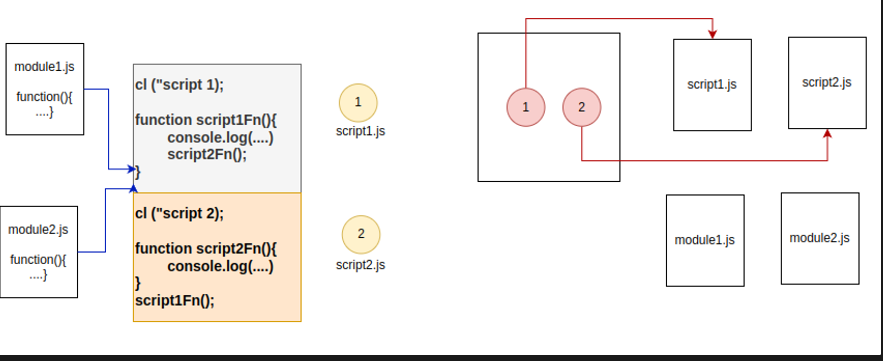 module1.js
function(){
....}
module2.js
function(){
....}
cl ("script 1);
function script1Fn(){
console.log(....)
script2Fn();
}
cl ("script 2);
function script2Fn(){
console.log(....)
}
script1Fn();
1
script1.js
2
script2.js
1
2
script1.js
script2.js
module1.js
module2.js